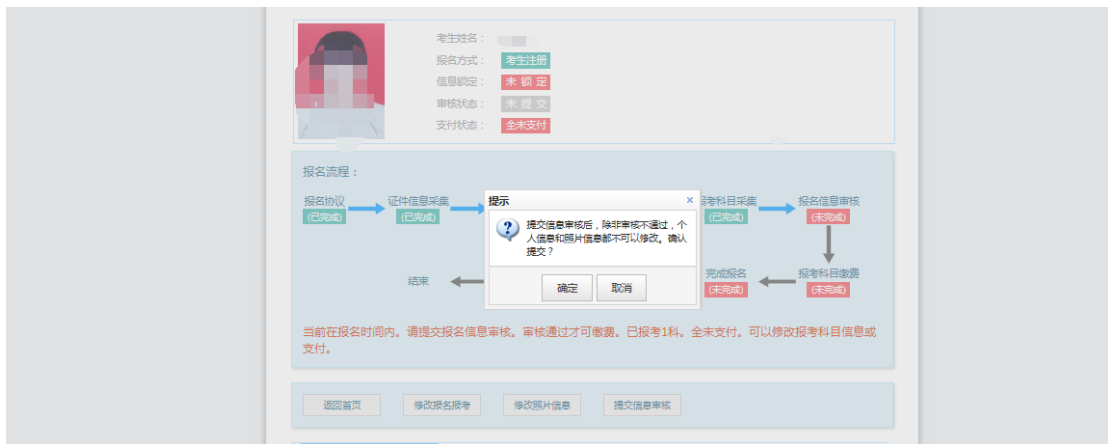 考生姓名：
报名方式： 考生注册
信息锁定： 未 锁 定
审核状态： 未 提 交
支付状态： 全未支付
报名流程：
报名协议
(已完成)
证件信息采集
(已完成)
报考科目采集
(已完成)
报名信息审核
(未完成)
提示 ×
提交信息审核后，除非审核不通过，个
人信息和照片信息都不可以修改。确认
提交？
确定 取消
结束
完成报名
(未完成)
报考科目缴费
(未完成)
当前在报名时间内。请提交报名信息审核。审核通过才可缴费。已报考1科。全未支付。可以修改报考科目信息或
支付。
返回首页 修改报名报考 修改照片信息 提交信息审核